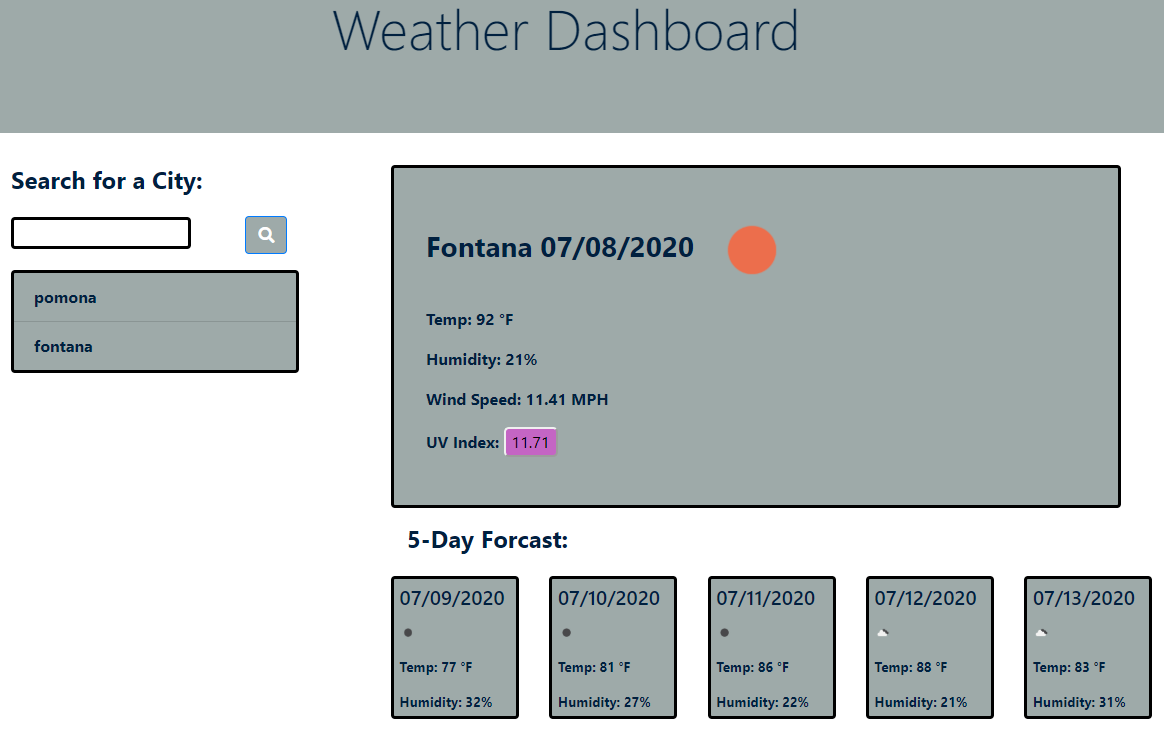 Weather Dashboard
Search for a City:
pomona
fontana
Fontana 07/08/2020
Temp: 92 °F
Humidity: 21%
Wind Speed: 11.41 MPH
UV Index: 11.71
5-Day Forcast:
07/09/2020
Temp: 77 °F
Humidity: 32%
07/10/2020
Temp: 81 °F
Humidity: 27%
07/11/2020
Temp: 86 °F
Humidity: 22%
07/12/2020
Temp: 88 °F
Humidity: 21%
07/13/2020
Temp: 83 °F
Humidity: 31%